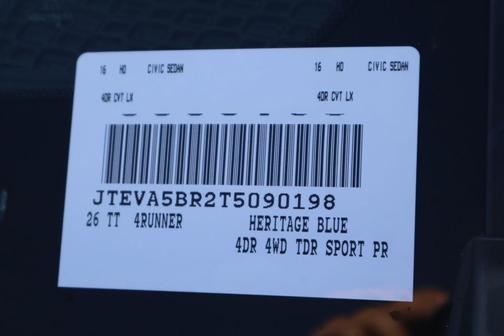 16 HO CIVIC SEDAN 16 HO CIVIC SEDAN
4DR CVT LX 4DR CVT LX
JTEVA5BR2T5090198
26 TT 4RUNNER HERITAGE BLUE
4DR 4WD TDR SPORT PR